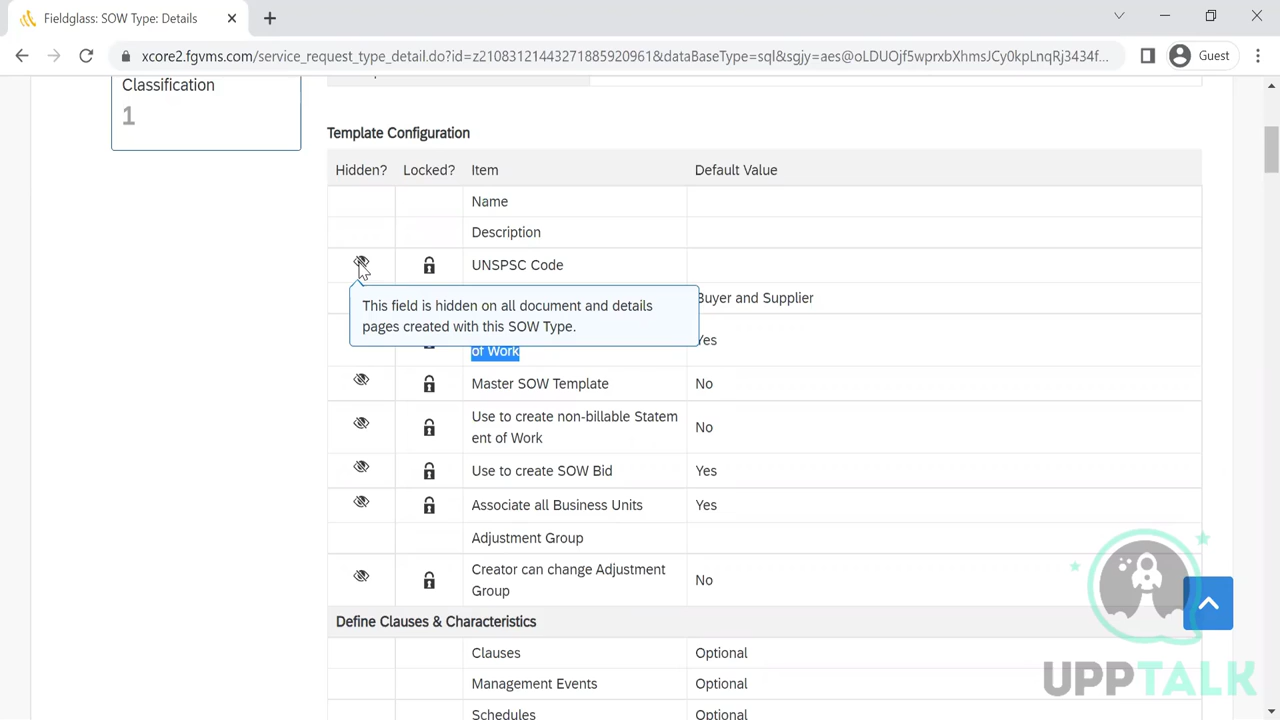 Fieldglass: SOW Type: Details
xcore2.fgvms.com/service_request_type_detail.do?id=z21083121443271885920961&dataBaseType=sql&sgjy=aes@oLDUOjf5wprxbXhmsJCy0kpLnqRj3434f...
Guest
Classification
1
Template Configuration
Hidden? Locked? Item Default Value
Name
Description
UNSPSC Code
This field is hidden on all document and details
pages created with this SOW Type.
Buyer and Supplier
of Work
Yes
Master SOW Template No
Use to create non-billable Statem
ent of Work
No
Use to create SOW Bid Yes
Associate all Business Units Yes
Adjustment Group
Creator can change Adjustment
Group
No
Define Clauses & Characteristics
Clauses Optional
Management Events Optional
Schedules Optional
UPPTALK